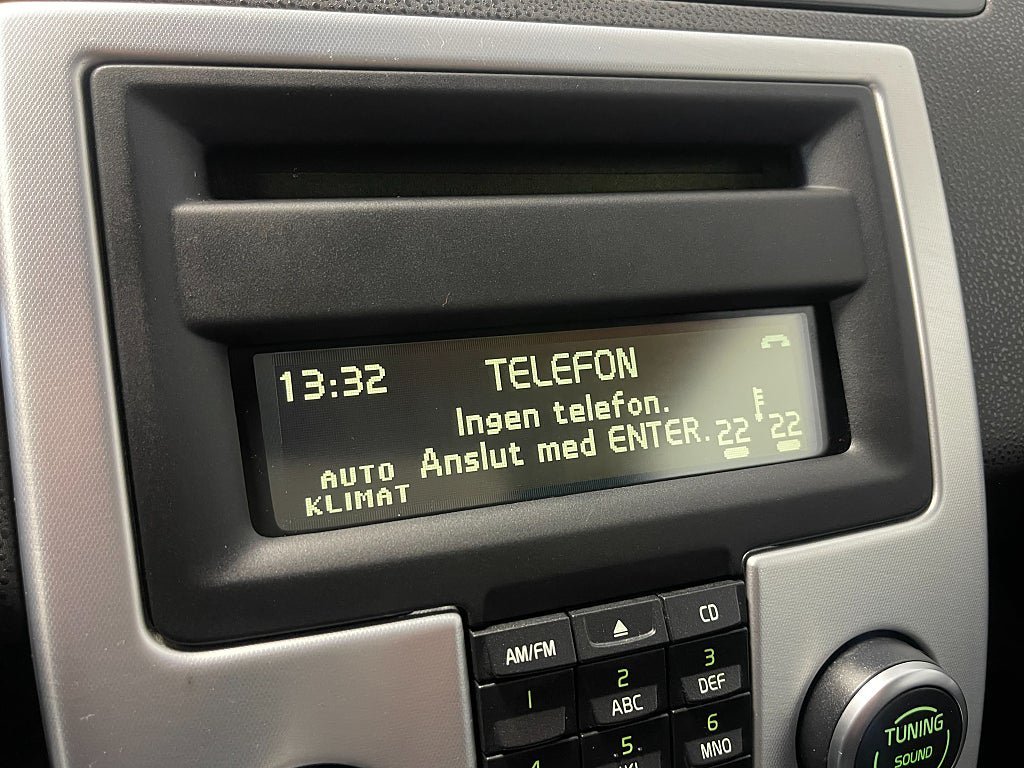 13:32 TELEFON
Ingen telefon.
Anslut med ENTER. 22 22
AUTO
KLIMAT
AM/FM CD
1 2 ABC 3 DEF
4 5 6 MNO
TUNING
SOUND